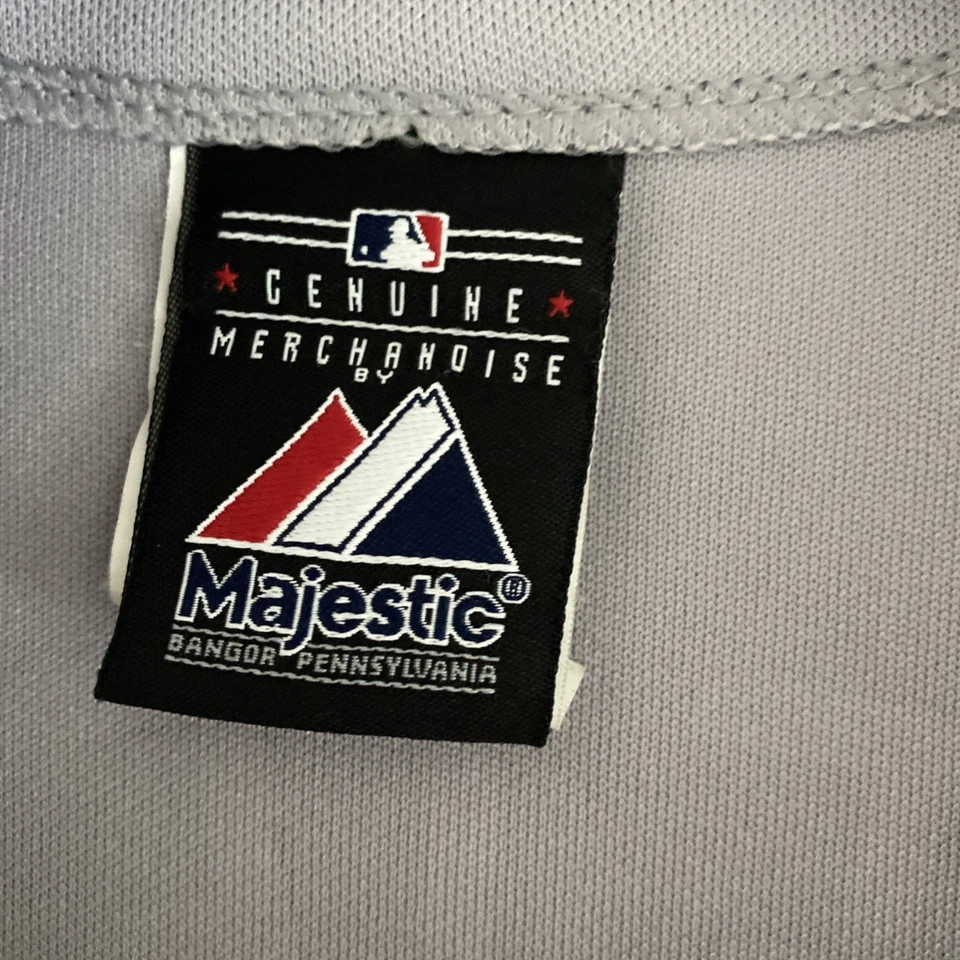 GENUINE
MERCHANDISE
BY
Majestic®
BANGOR PENNSYLVANIA